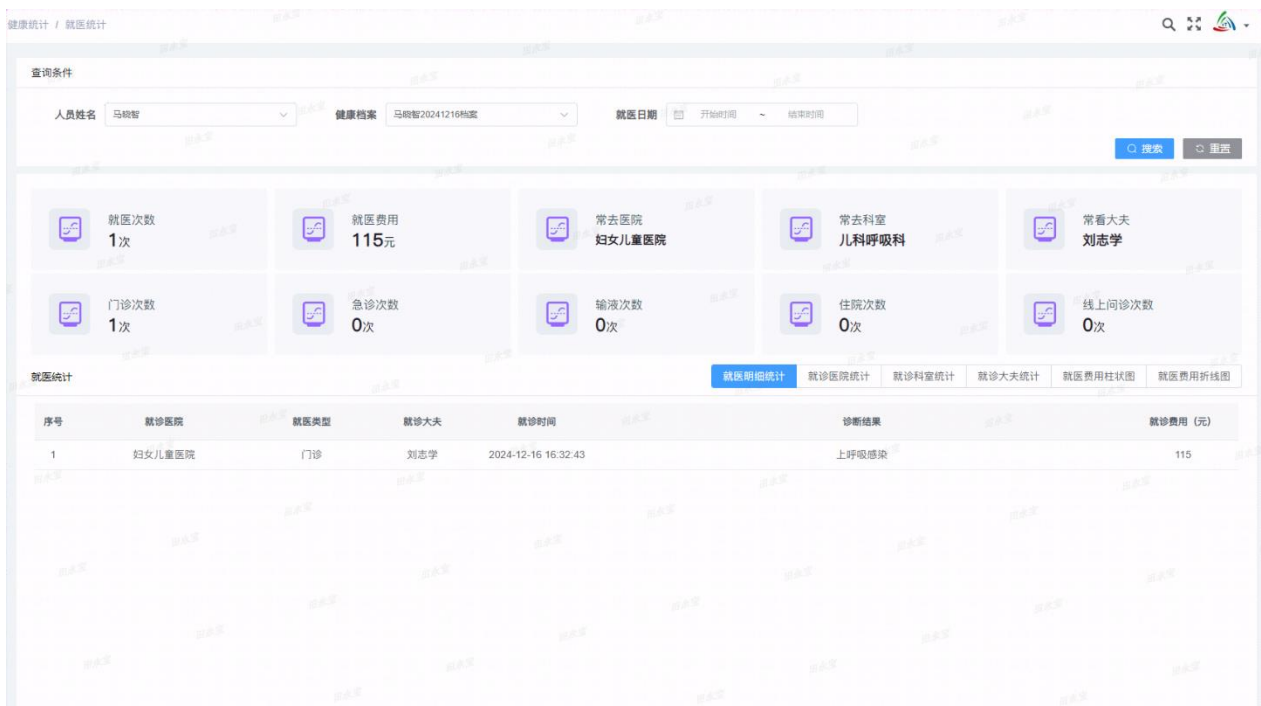 健康统计 / 就医统计
查询条件
人员姓名 马晓智 健康档案 马晓智20241216档案 就医日期 开始时间 ~ 结束时间
搜索 重置
就医次数 就医费用 常去医院 常去科室 常看大夫
1次 115元 妇女儿童医院 儿科呼吸科 刘志学
门诊次数 急诊次数 输液次数 住院次数 线上问诊次数
1次 0次 0次 0次 0次
就医统计 就医明细统计 就诊医院统计 就诊科室统计 就诊大夫统计 就医费用柱状图 就医费用折线图
序号 就诊医院 就医类型 就诊大夫 就诊时间 诊断结果 就诊费用（元）
1 妇女儿童医院 门诊 刘志学 2024-12-16 16:32:43 上呼吸感染 115